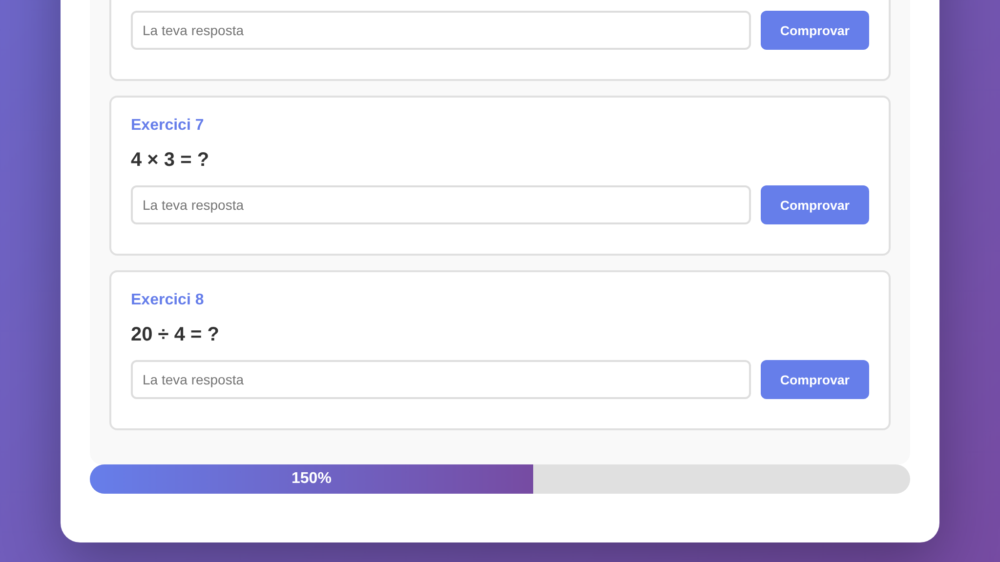 La teva resposta
Comprovar
Exercici 7
4 × 3 = ?
La teva resposta
Comprovar
Exercici 8
20 ÷ 4 = ?
La teva resposta
Comprovar
150%